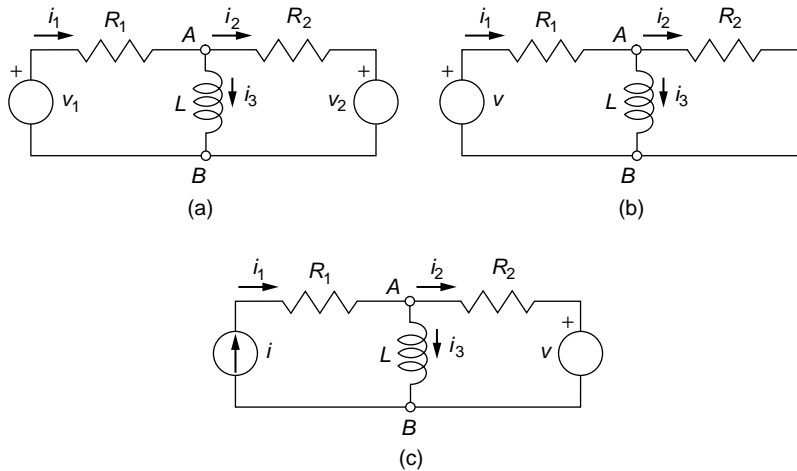 i1 R1 A i2 R2
+ v1 L i3 v2 +
B
(a)
i1 R1 A i2 R2
+ v L i3
B
(b)
i1 R1 A i2 R2
i L i3 v +
B
(c)